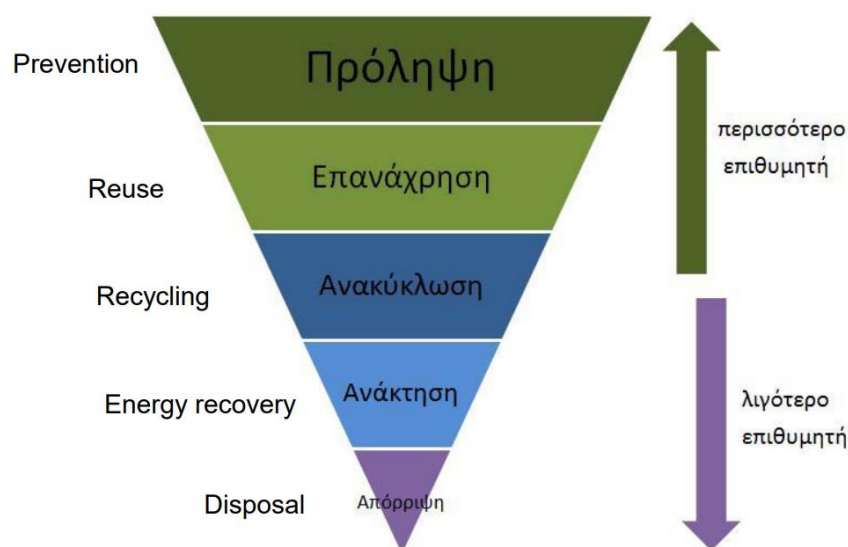 Prevention
Πρόληψη
περισσότερο
επιθυμητή
Reuse
Επανάχρηση
Recycling
Ανακύκλωση
Energy recovery
Ανάκτηση
λιγότερο
επιθυμητή
Disposal
Απόρριψη